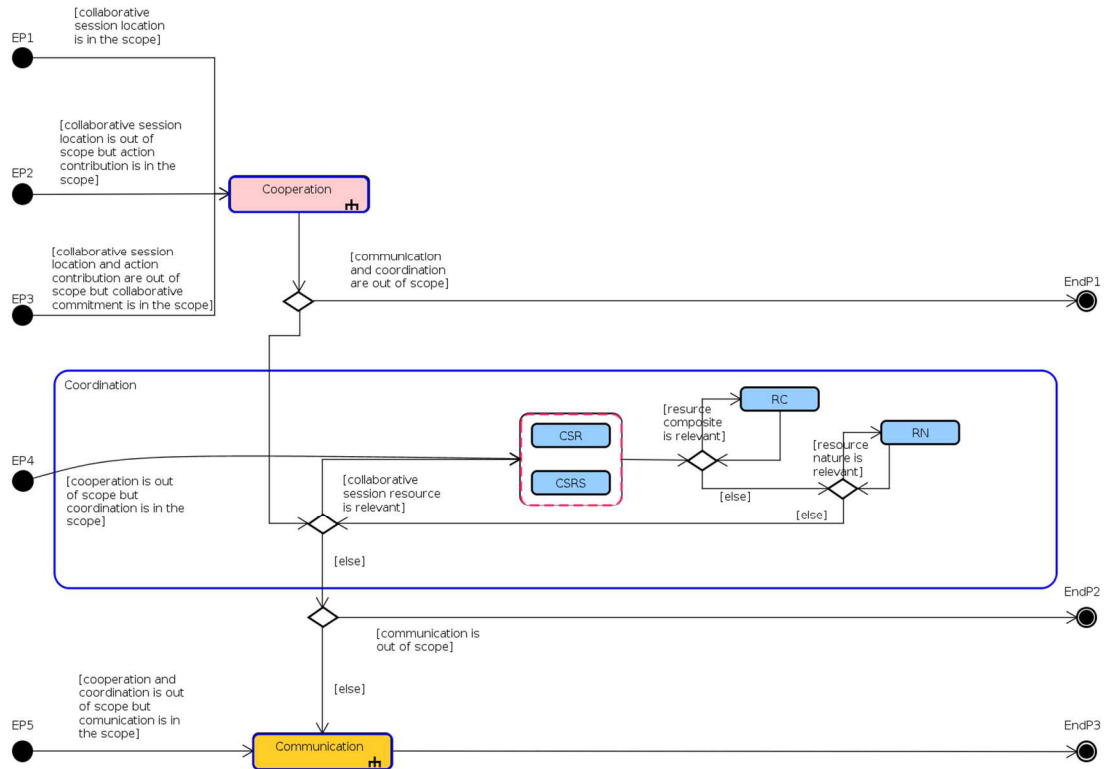 [collaborative
session location
is in the scope]
EP1
[collaborative session
location is out of
scope but action
contribution is in the
scope]
EP2
Cooperation
[collaborative session
location and action
contribution are out of
scope but collaborative
commitment is in the scope]
EP3
[communication
and coordination
are out of scope]
EndP1
Coordination
RC
[resurce
composite
is relevant]
CSR
RN
[resource
nature is
relevant]
EP4
[cooperation is out
of scope but
coordination is in the
scope]
[collaborative
session resource
is relevant]
CSRS
[else]
[else]
[else]
EndP2
[communication is
out of scope]
[cooperation and
coordination is out
of scope but
comunication is in
the scope]
[else]
EP5
Communication
EndP3